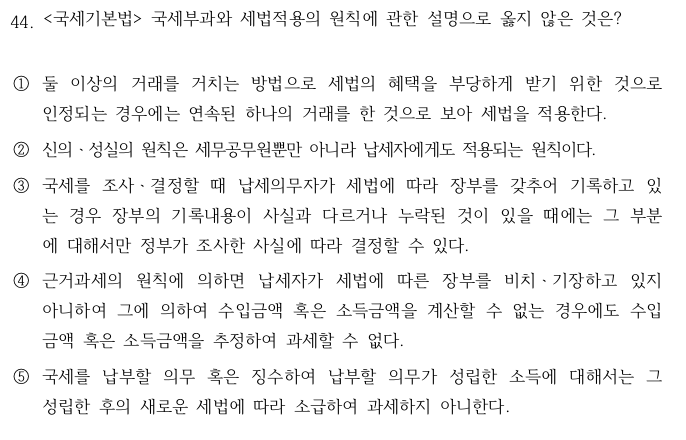 44. <국세기본법> 국세부과와 세법적용의 원칙에 관한 설명으로 옳지 않은 것은?
① 둘 이상의 거래를 거치는 방법으로 세법의 혜택을 부당하게 받기 위한 것으로
인정되는 경우에는 연속된 하나의 거래를 한 것으로 보아 세법을 적용한다.
② 신의ㆍ성실의 원칙은 세무공무원뿐만 아니라 납세자에게도 적용되는 원칙이다.
③ 국세를 조사ㆍ결정할 때 납세의무자가 세법에 따라 장부를 갖추어 기록하고 있
는 경우 장부의 기록내용이 사실과 다르거나 누락된 것이 있을 때에는 그 부분
에 대해서만 정부가 조사한 사실에 따라 결정할 수 있다.
④ 근거과세의 원칙에 의하면 납세자가 세법에 따른 장부를 비치ㆍ기장하고 있지
아니하여 그에 의하여 수입금액 혹은 소득금액을 계산할 수 없는 경우에도 수입
금액 혹은 소득금액을 추정하여 과세할 수 없다.
⑤ 국세를 납부할 의무 혹은 징수하여 납부할 의무가 성립한 소득에 대해서는 그
성립한 후의 새로운 세법에 따라 소급하여 과세하지 아니한다.